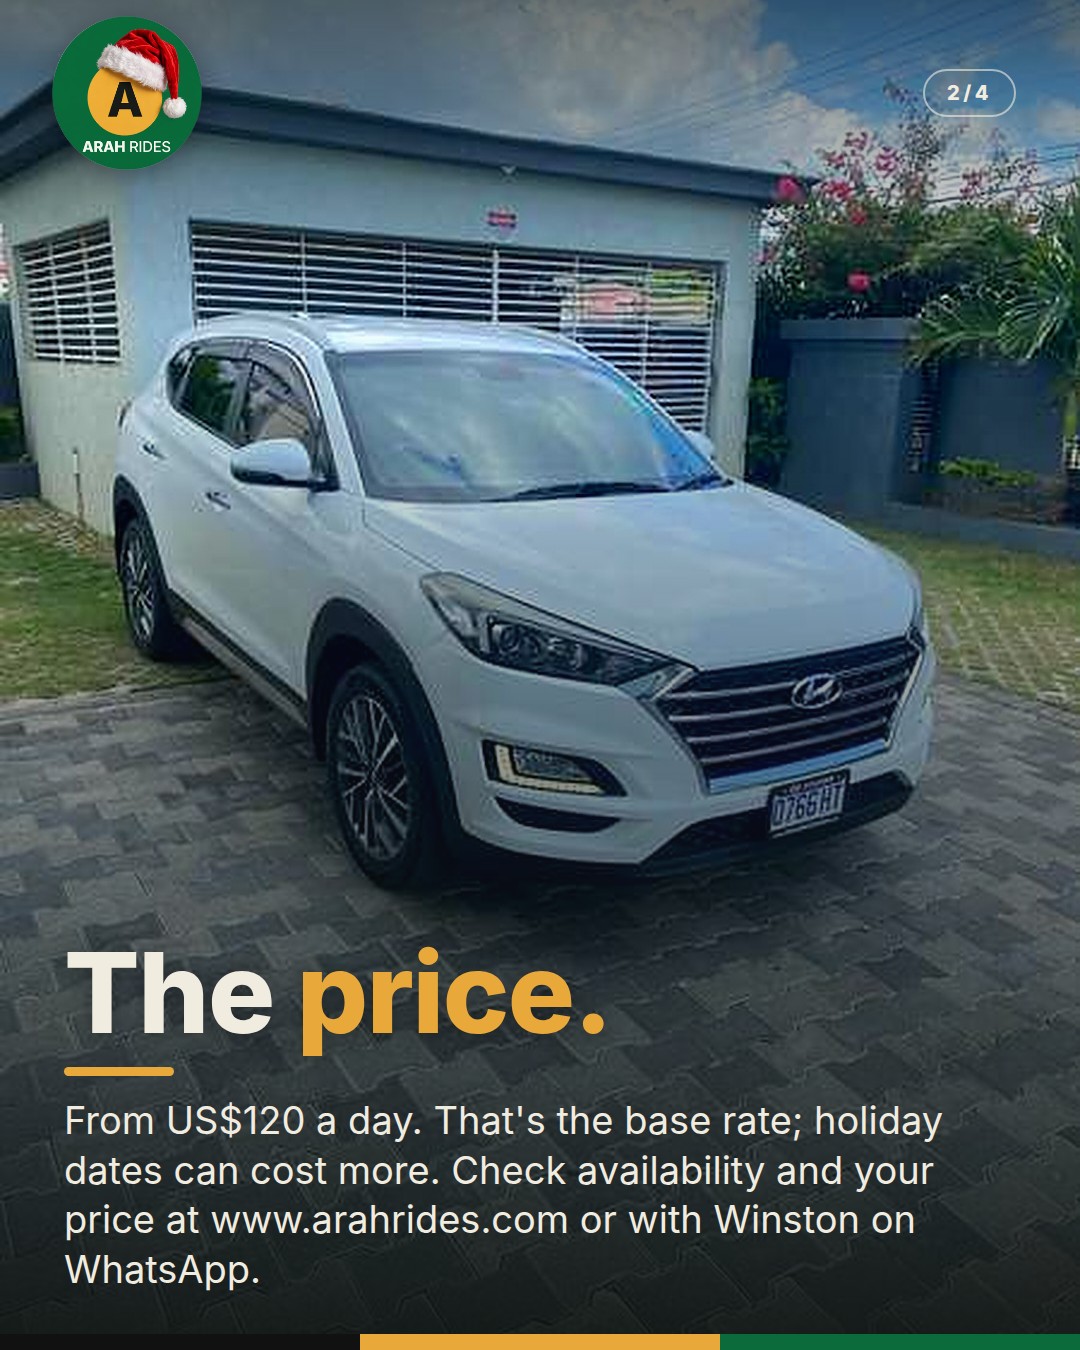 A
ARAH RIDES
2/4
0766HT
The price.
From US$120 a day. That's the base rate; holiday
dates can cost more. Check availability and your
price at www.arahrides.com or with Winston on
WhatsApp.